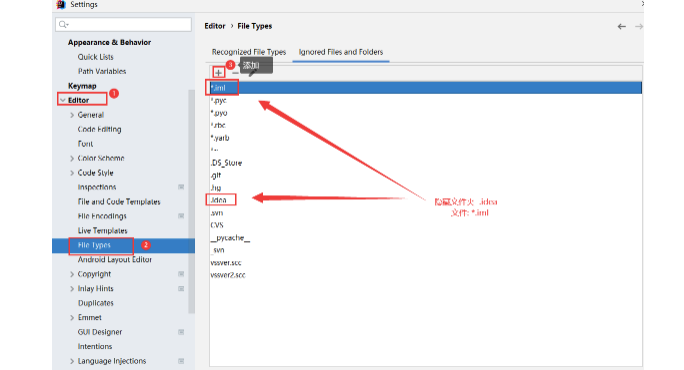 Settings
Editor › File Types
Appearance & Behavior
Quick Lists
Path Variables
Keymap
Editor
1
General
Code Editing
Font
Color Scheme
Code Style
Inspections
File and Code Templates
File Encodings
Live Templates
File Types
2
Android Layout Editor
Copyright
Inlay Hints
Duplicates
Emmet
GUI Designer
Intentions
Language Injections
Recognized File Types
Ignored Files and Folders
3
添加
*.iml
*.pyc
*.pyo
*.rbc
*.yarb
*~
.DS_Store
.git
.hg
.idea
.svn
CVS
__pycache__
_svn
vssver.scc
vssver2.scc
隐藏文件夹 .idea
文件: *.iml